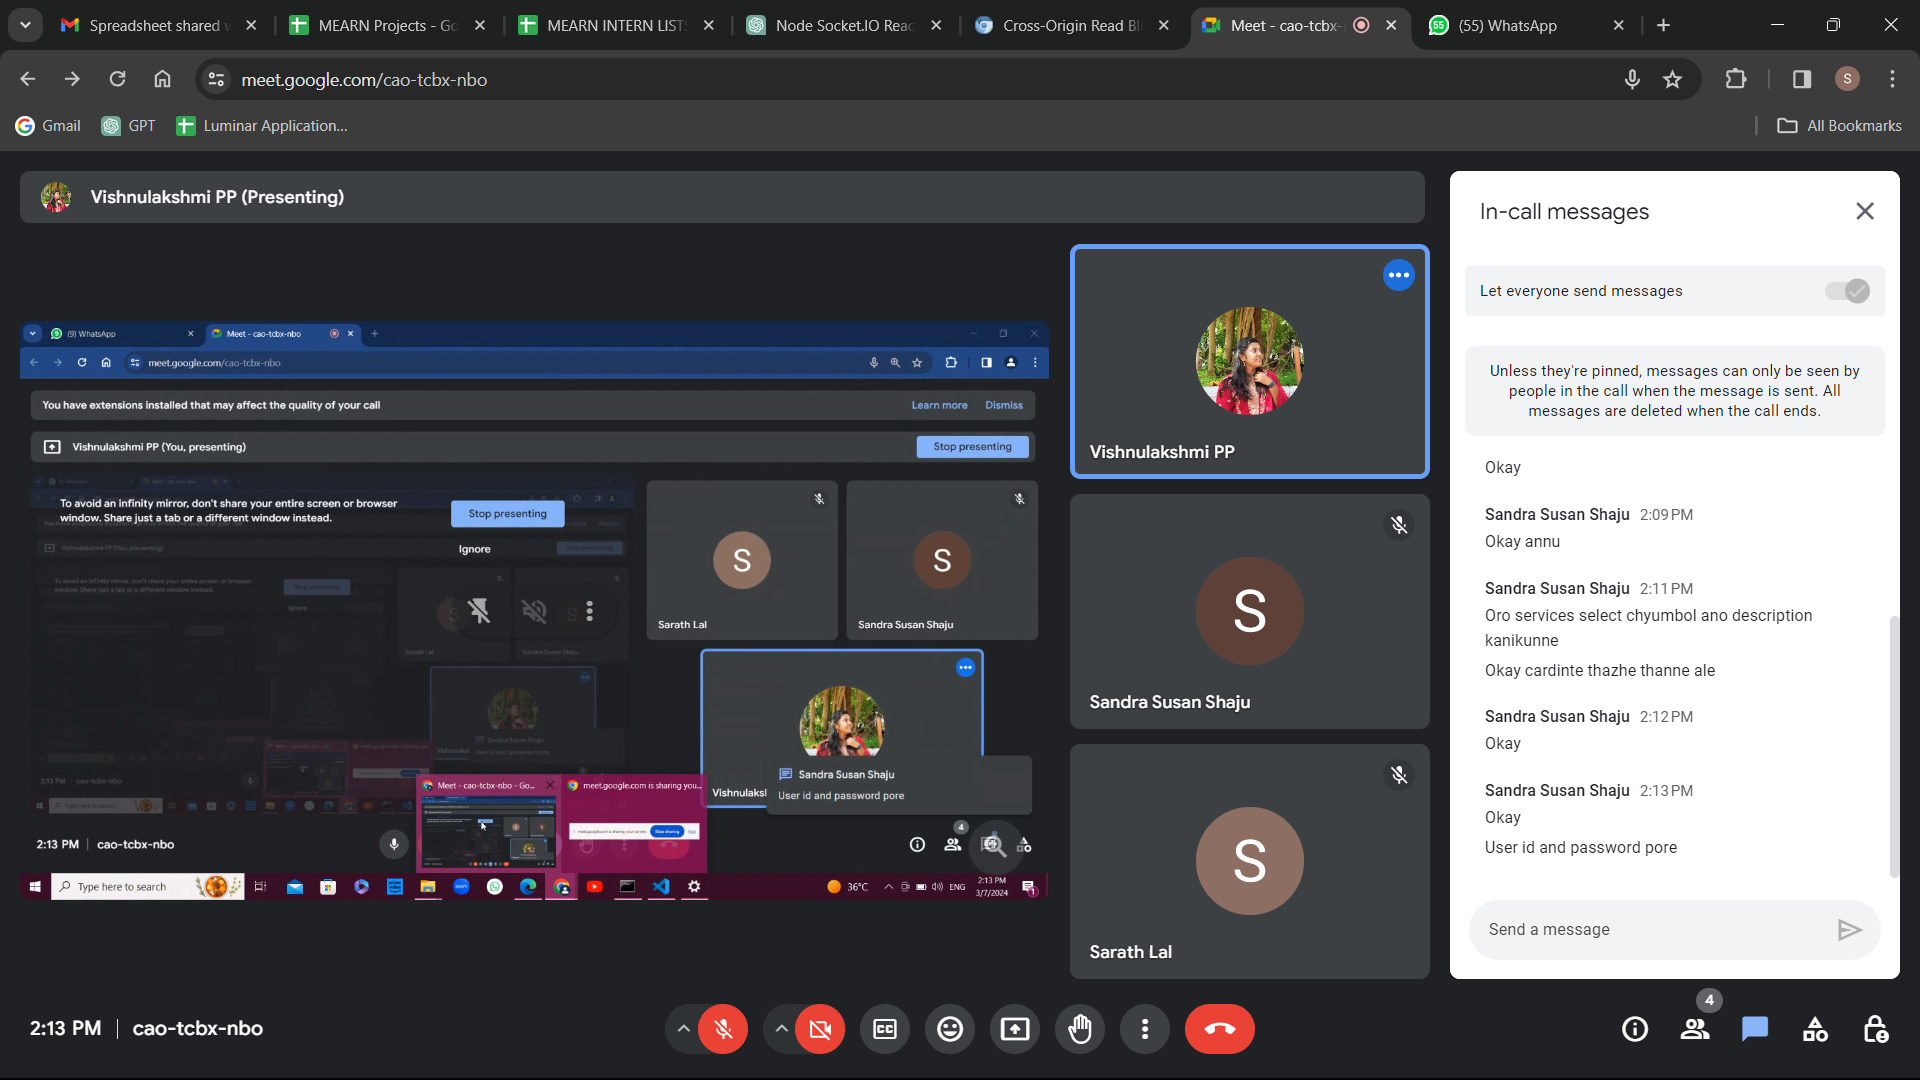 Spreadsheet shared w
MEARN Projects - Go
MEARN INTERN LISTS
Node Socket.IO Reac
Cross-Origin Read Bl
Meet - cao-tcbx-
(55) WhatsApp
meet.google.com/cao-tcbx-nbo
S
Gmail
GPT
Luminar Application...
All Bookmarks
Vishnulakshmi PP (Presenting)
(9) WhatsApp
Meet - cao-tcbx-nbo
meet.google.com/cao-tcbx-nbo
You have extensions installed that may affect the quality of your call
Learn more
Dismiss
Vishnulakshmi PP (You, presenting)
Stop presenting
To avoid an infinity mirror, don't share your entire screen or browser
window. Share just a tab or a different window instead.
Stop presenting
Ignore
S
Sarath Lal
S
Sandra Susan Shaju
Sandra Susan Shaju
User id and password pore
Meet - cao-tcbx-nbo - Go...
meet.google.com is sharing you...
2:13 PM
cao-tcbx-nbo
4
Type here to search
36°C
ENG
2:13 PM
3/7/2024
Vishnulakshmi PP
S
Sandra Susan Shaju
S
Sarath Lal
In-call messages
Let everyone send messages
Unless they're pinned, messages can only be seen by
people in the call when the message is sent. All
messages are deleted when the call ends.
Okay
Sandra Susan Shaju 2:09 PM
Okay annu
Sandra Susan Shaju 2:11 PM
Oro services select chyumbol ano description
kanikunne
Okay cardinte thazhe thanne ale
Sandra Susan Shaju 2:12 PM
Okay
Sandra Susan Shaju 2:13 PM
Okay
User id and password pore
Send a message
2:13 PM
cao-tcbx-nbo
4